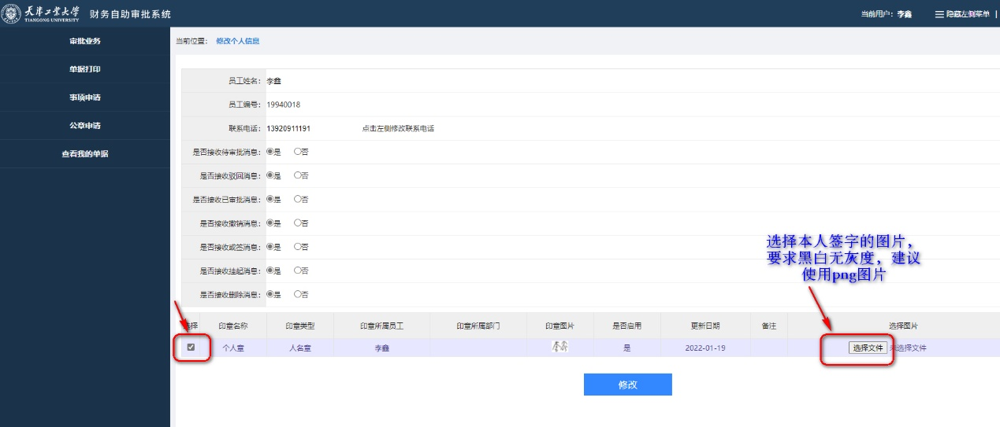 天津工业大学 财务自助审批系统 当前用户：李鑫 隐藏左侧菜单
TIANGONG UNIVERSITY
审批业务
单据打印
事项申请
公章申请
查看我的单据
当前位置： 修改个人信息
员工姓名：李鑫
员工编号：19940018
联系电话：13920911191 点击左侧修改联系电话
是否接收待审批消息：是 否
是否接收驳回消息：是 否
是否接收已审批消息：是 否
是否接收撤销消息：是 否
是否接收或签消息：是 否
是否接收挂起消息：是 否
是否接收删除消息：是 否
选择本人签字的图片，
要求黑白无灰度，建议
使用png图片
选择 印章名称 印章类型 印章所属员工 印章所属部门 印章图片 是否启用 更新日期 备注 选择图片
个人章 人名章 李鑫 李鑫 是 2022-01-19 选择文件 未选择文件
修改